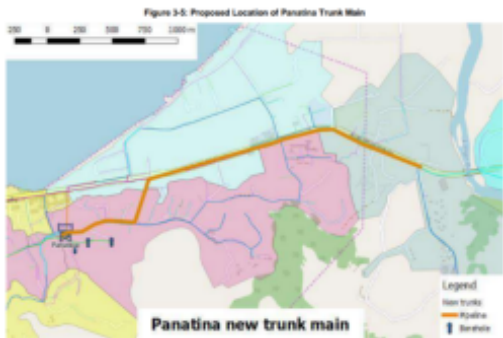 Figure 3-5: Proposed Location of Panatina Trunk Main
250 0 250 500 750 1000 m
Panatina
Panatina new trunk main
Legend
New trunks
Pipeline
Borehole